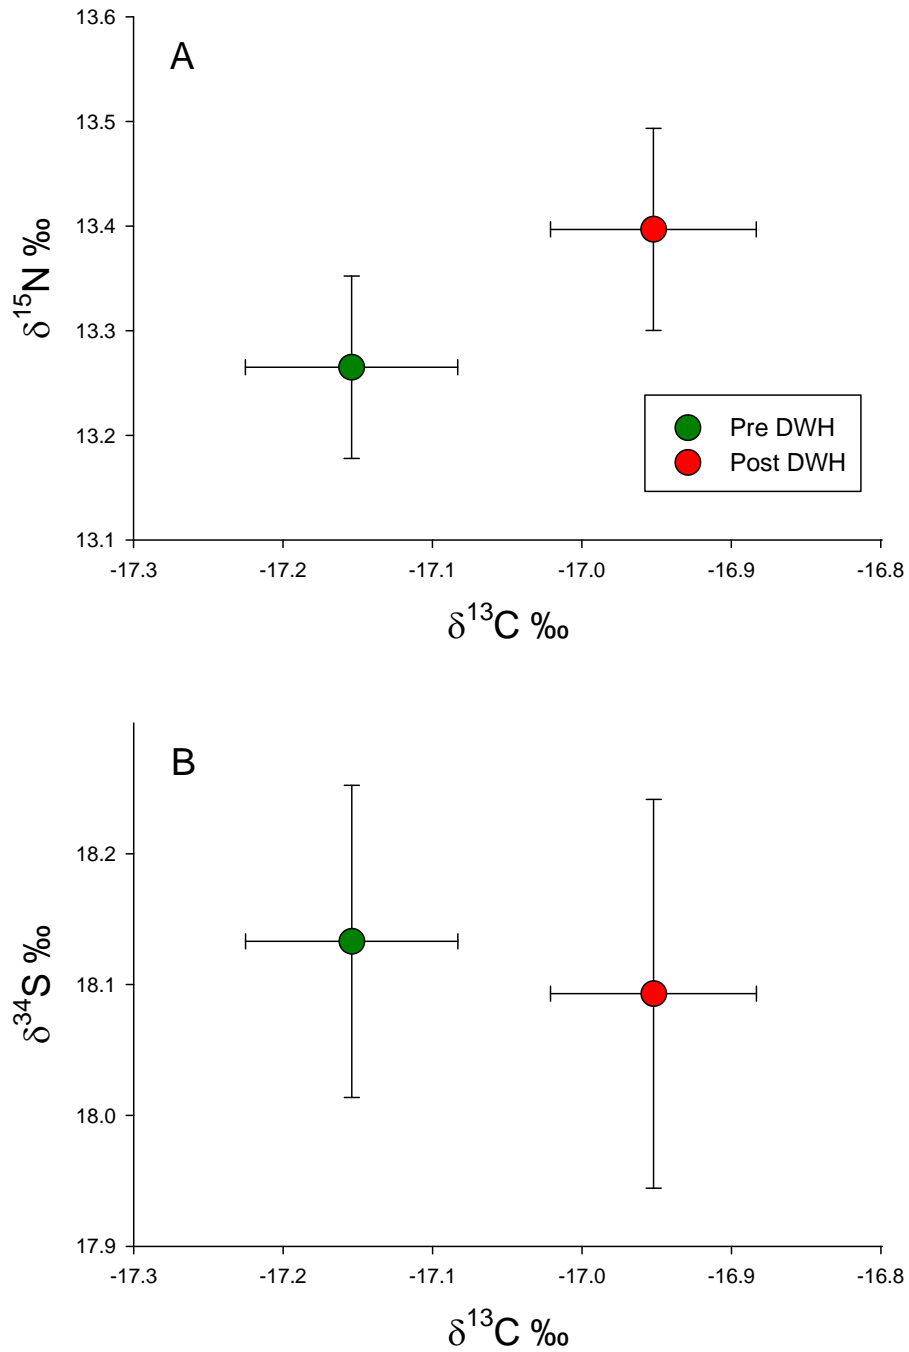 A
13.6
13.5
13.4
13.3
13.2
13.1
δ15N ‰
Pre DWH
Post DWH
-17.3 -17.2 -17.1 -17.0 -16.9 -16.8
δ13C ‰
B
18.2
18.1
18.0
17.9
δ34S ‰
-17.3 -17.2 -17.1 -17.0 -16.9 -16.8
δ13C ‰